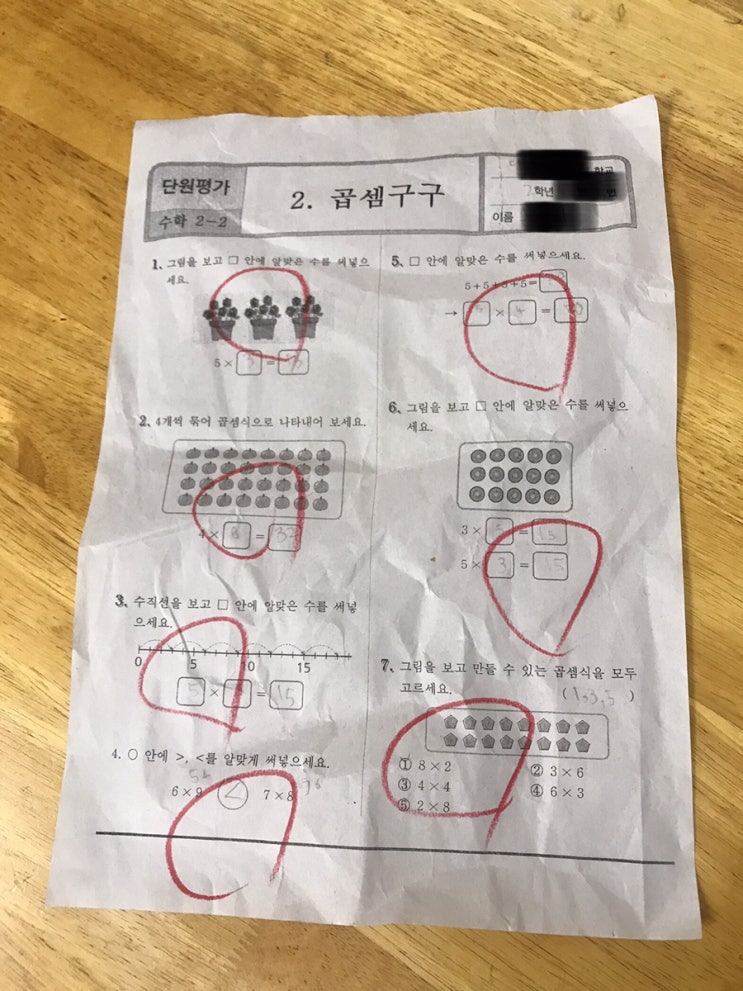 단원평가
수학 2-2
2. 곱셈구구
학교
학년
번
이름
1. 그림을 보고 □ 안에 알맞은 수를 써넣으
세요.
5 × 3 = 15
2. 4개씩 묶어 곱셈식으로 나타내어 보세요.
4 × 8 = 32
3. 수직선을 보고 □ 안에 알맞은 수를 써넣
으세요.
0 5 10 15
5 × = 15
4. ○ 안에 >, <를 알맞게 써넣으세요.
54
6 × 9 < 7 × 8
5. □ 안에 알맞은 수를 써넣으세요.
5+5+5+5=
→ 5 × 4 = 20
6. 그림을 보고 □ 안에 알맞은 수를 써넣으
세요.
3 × 5 = 15
5 × 3 = 15
7. 그림을 보고 만들 수 있는 곱셈식을 모두
고르세요. ( 1,3,5 )
① 8 × 2 ② 3 × 6
③ 4 × 4 ④ 6 × 3
⑤ 2 × 8